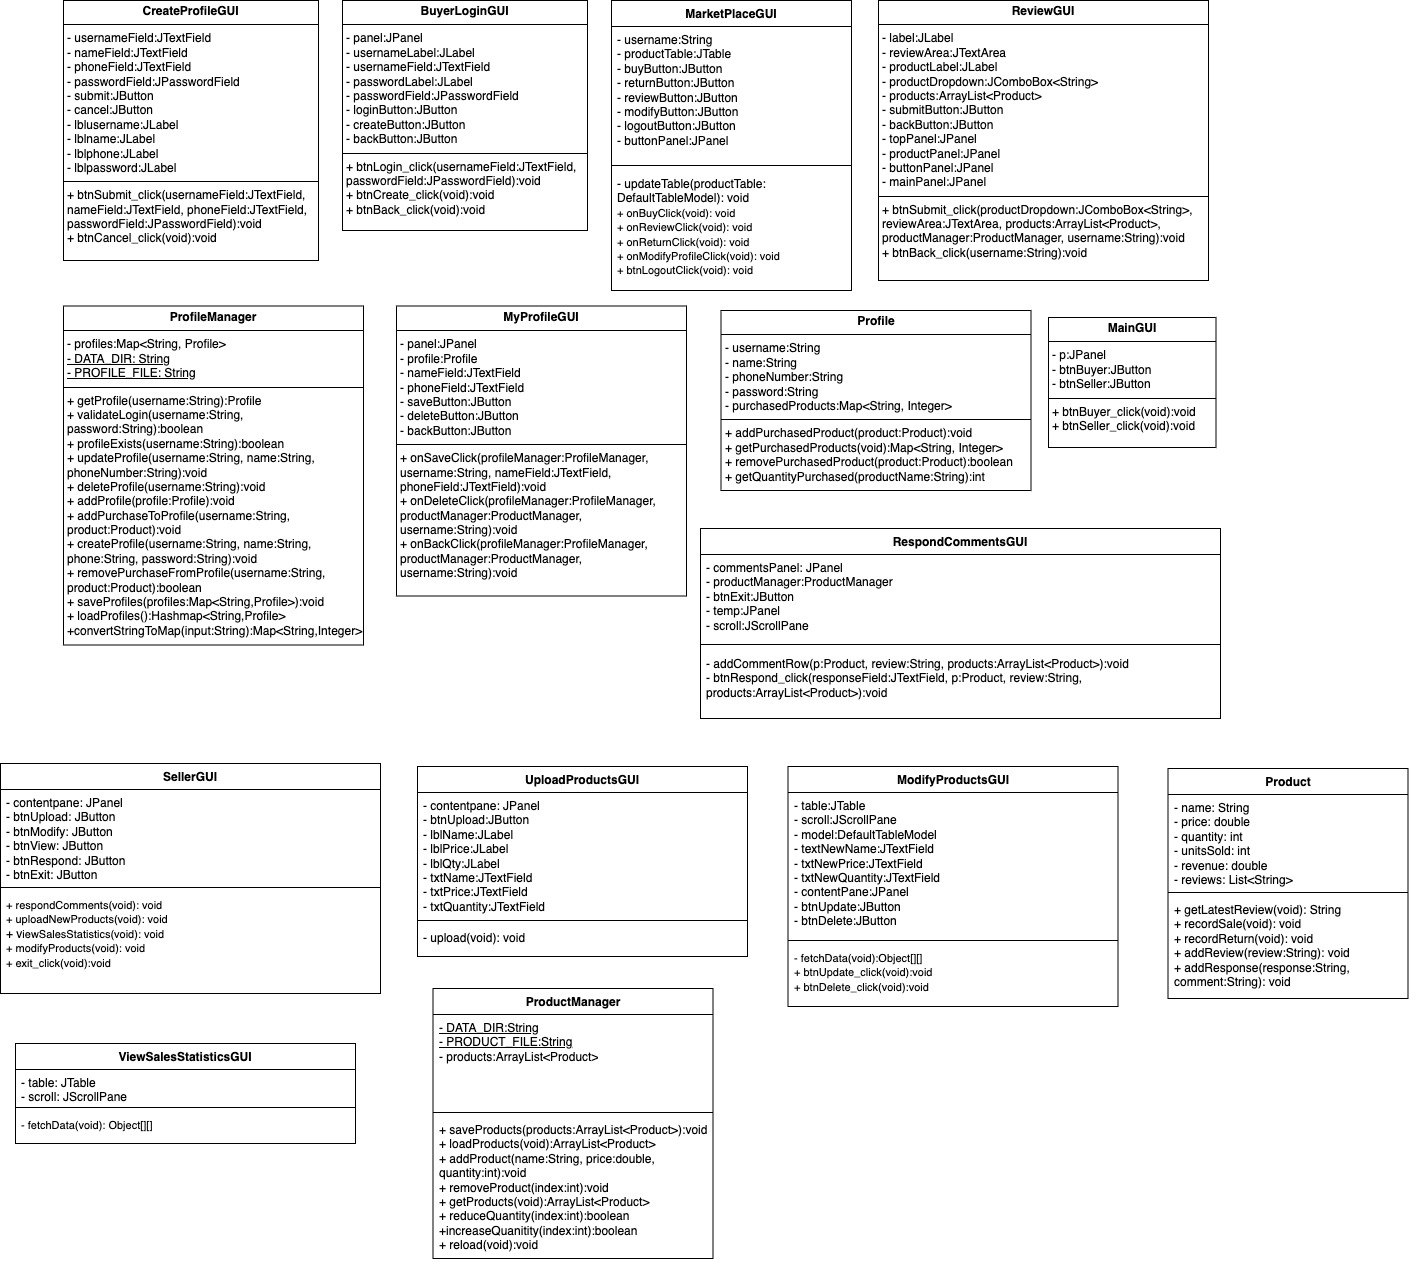 CreateProfileGUI
- usernameField:JTextField
- nameField:JTextField
- phoneField:JTextField
- passwordField:JPasswordField
- submit:JButton
- cancel:JButton
- lblusername:JLabel
- lblname:JLabel
- lblphone:JLabel
- lblpassword:JLabel
+ btnSubmit_click(usernameField:JTextField,
nameField:JTextField, phoneField:JTextField,
passwordField:JPasswordField):void
+ btnCancel_click(void):void
BuyerLoginGUI
- panel:JPanel
- usernameLabel:JLabel
- usernameField:JTextField
- passwordLabel:JLabel
- passwordField:JPasswordField
- loginButton:JButton
- createButton:JButton
- backButton:JButton
+ btnLogin_click(usernameField:JTextField,
passwordField:JPasswordField):void
+ btnCreate_click(void):void
+ btnBack_click(void):void
MarketPlaceGUI
- username:String
- productTable:JTable
- buyButton:JButton
- returnButton:JButton
- reviewButton:JButton
- modifyButton:JButton
- logoutButton:JButton
- buttonPanel:JPanel
- updateTable(productTable:
DefaultTableModel): void
+ onBuyClick(void): void
+ onReviewClick(void): void
+ onReturnClick(void): void
+ onModifyProfileClick(void): void
+ btnLogoutClick(void): void
ReviewGUI
- label:JLabel
- reviewArea:JTextArea
- productLabel:JLabel
- productDropdown:JComboBox<String>
- products:ArrayList<Product>
- submitButton:JButton
- backButton:JButton
- topPanel:JPanel
- productPanel:JPanel
- buttonPanel:JPanel
- mainPanel:JPanel
+ btnSubmit_click(productDropdown:JComboBox<String>,
reviewArea:JTextArea, products:ArrayList<Product>,
productManager:ProductManager, username:String):void
+ btnBack_click(username:String):void
ProfileManager
- profiles:Map<String, Profile>
- DATA_DIR: String
- PROFILE_FILE: String
+ getProfile(username:String):Profile
+ validateLogin(username:String,
password:String):boolean
+ profileExists(username:String):boolean
+ updateProfile(username:String, name:String,
phoneNumber:String):void
+ deleteProfile(username:String):void
+ addProfile(profile:Profile):void
+ addPurchaseToProfile(username:String,
product:Product):void
+ createProfile(username:String, name:String,
phone:String, password:String):void
+ removePurchaseFromProfile(username:String,
product:Product):boolean
+ saveProfiles(profiles:Map<String,Profile>):void
+ loadProfiles():Hashmap<String,Profile>
+convertStringToMap(input:String):Map<String,Integer>
MyProfileGUI
- panel:JPanel
- profile:Profile
- nameField:JTextField
- phoneField:JTextField
- saveButton:JButton
- deleteButton:JButton
- backButton:JButton
+ onSaveClick(profileManager:ProfileManager,
username:String, nameField:JTextField,
phoneField:JTextField):void
+ onDeleteClick(profileManager:ProfileManager,
productManager:ProductManager,
username:String):void
+ onBackClick(profileManager:ProfileManager,
productManager:ProductManager,
username:String):void
Profile
- username:String
- name:String
- phoneNumber:String
- password:String
- purchasedProducts:Map<String, Integer>
+ addPurchasedProduct(product:Product):void
+ getPurchasedProducts(void):Map<String, Integer>
+ removePurchasedProduct(product:Product):boolean
+ getQuantityPurchased(productName:String):int
MainGUI
- p:JPanel
- btnBuyer:JButton
- btnSeller:JButton
+ btnBuyer_click(void):void
+ btnSeller_click(void):void
RespondCommentsGUI
- commentsPanel: JPanel
- productManager:ProductManager
- btnExit:JButton
- temp:JPanel
- scroll:JScrollPane
- addCommentRow(p:Product, review:String, products:ArrayList<Product>):void
- btnRespond_click(responseField:JTextField, p:Product, review:String,
products:ArrayList<Product>):void
SellerGUI
- contentpane: JPanel
- btnUpload: JButton
- btnModify: JButton
- btnView: JButton
- btnRespond: JButton
- btnExit: JButton
+ respondComments(void): void
+ uploadNewProducts(void): void
+ viewSalesStatistics(void): void
+ modifyProducts(void): void
+ exit_click(void):void
UploadProductsGUI
- contentpane: JPanel
- btnUpload:JButton
- lblName:JLabel
- lblPrice:JLabel
- lblQty:JLabel
- txtName:JTextField
- txtPrice:JTextField
- txtQuantity:JTextField
- upload(void): void
ModifyProductsGUI
- table:JTable
- scroll:JScrollPane
- model:DefaultTableModel
- textNewName:JTextField
- txtNewPrice:JTextField
- txtNewQuantity:JTextField
- contentPane:JPanel
- btnUpdate:JButton
- btnDelete:JButton
- fetchData(void):Object[][]
+ btnUpdate_click(void):void
+ btnDelete_click(void):void
Product
- name: String
- price: double
- quantity: int
- unitsSold: int
- revenue: double
- reviews: List<String>
+ getLatestReview(void): String
+ recordSale(void): void
+ recordReturn(void): void
+ addReview(review:String): void
+ addResponse(response:String,
comment:String): void
ViewSalesStatisticsGUI
- table: JTable
- scroll: JScrollPane
- fetchData(void): Object[][]
ProductManager
- DATA_DIR:String
- PRODUCT_FILE:String
- products:ArrayList<Product>
+ saveProducts(products:ArrayList<Product>):void
+ loadProducts(void):ArrayList<Product>
+ addProduct(name:String, price:double,
quantity:int):void
+ removeProduct(index:int):void
+ getProducts(void):ArrayList<Product>
+ reduceQuantity(index:int):boolean
+increaseQuanitity(index:int):boolean
+ reload(void):void